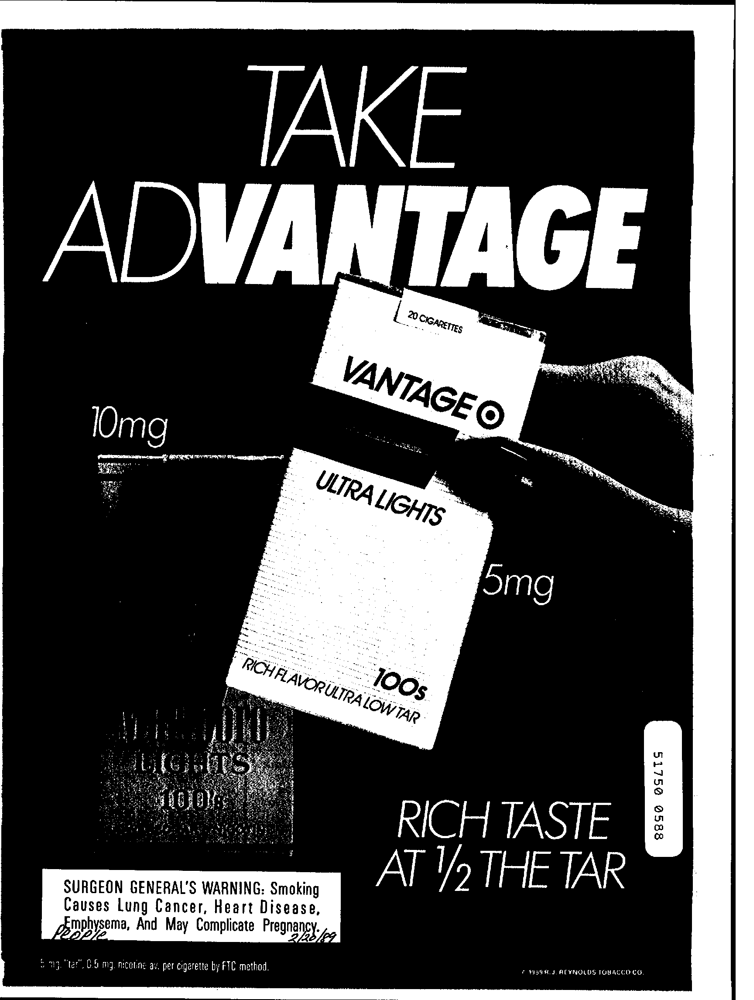 TAKE
ADVANTAGE
20 CIGARETTES
VANTAGE
10mg
ULTRA LIGHTS
5mg
100s
RICH FLAVOR ULTRA LOW TAR
LIGHTS
100's
51750 0588
RICH TASTE
AT 1/2 THE TAR
SURGEON GENERAL'S WARNING: Smoking
Causes Lung Cancer, Heart Disease,
Emphysema, And May Complicate Pregnancy.
People 2/20/89
5 mg. "tar", 0.5 mg. nicotine av. per cigarette by FTC method.
R.J. REYNOLDS TOBACCO CO.